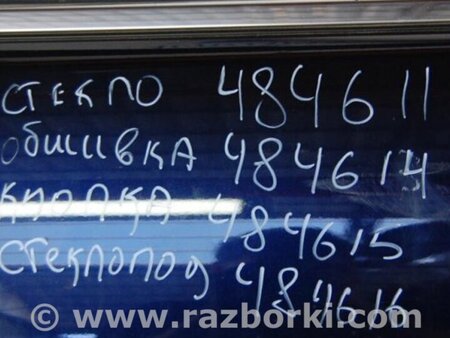 стекло 484611
обшивка 484614
кнопка 484615
стеклопод 484616
© www.razborki.com